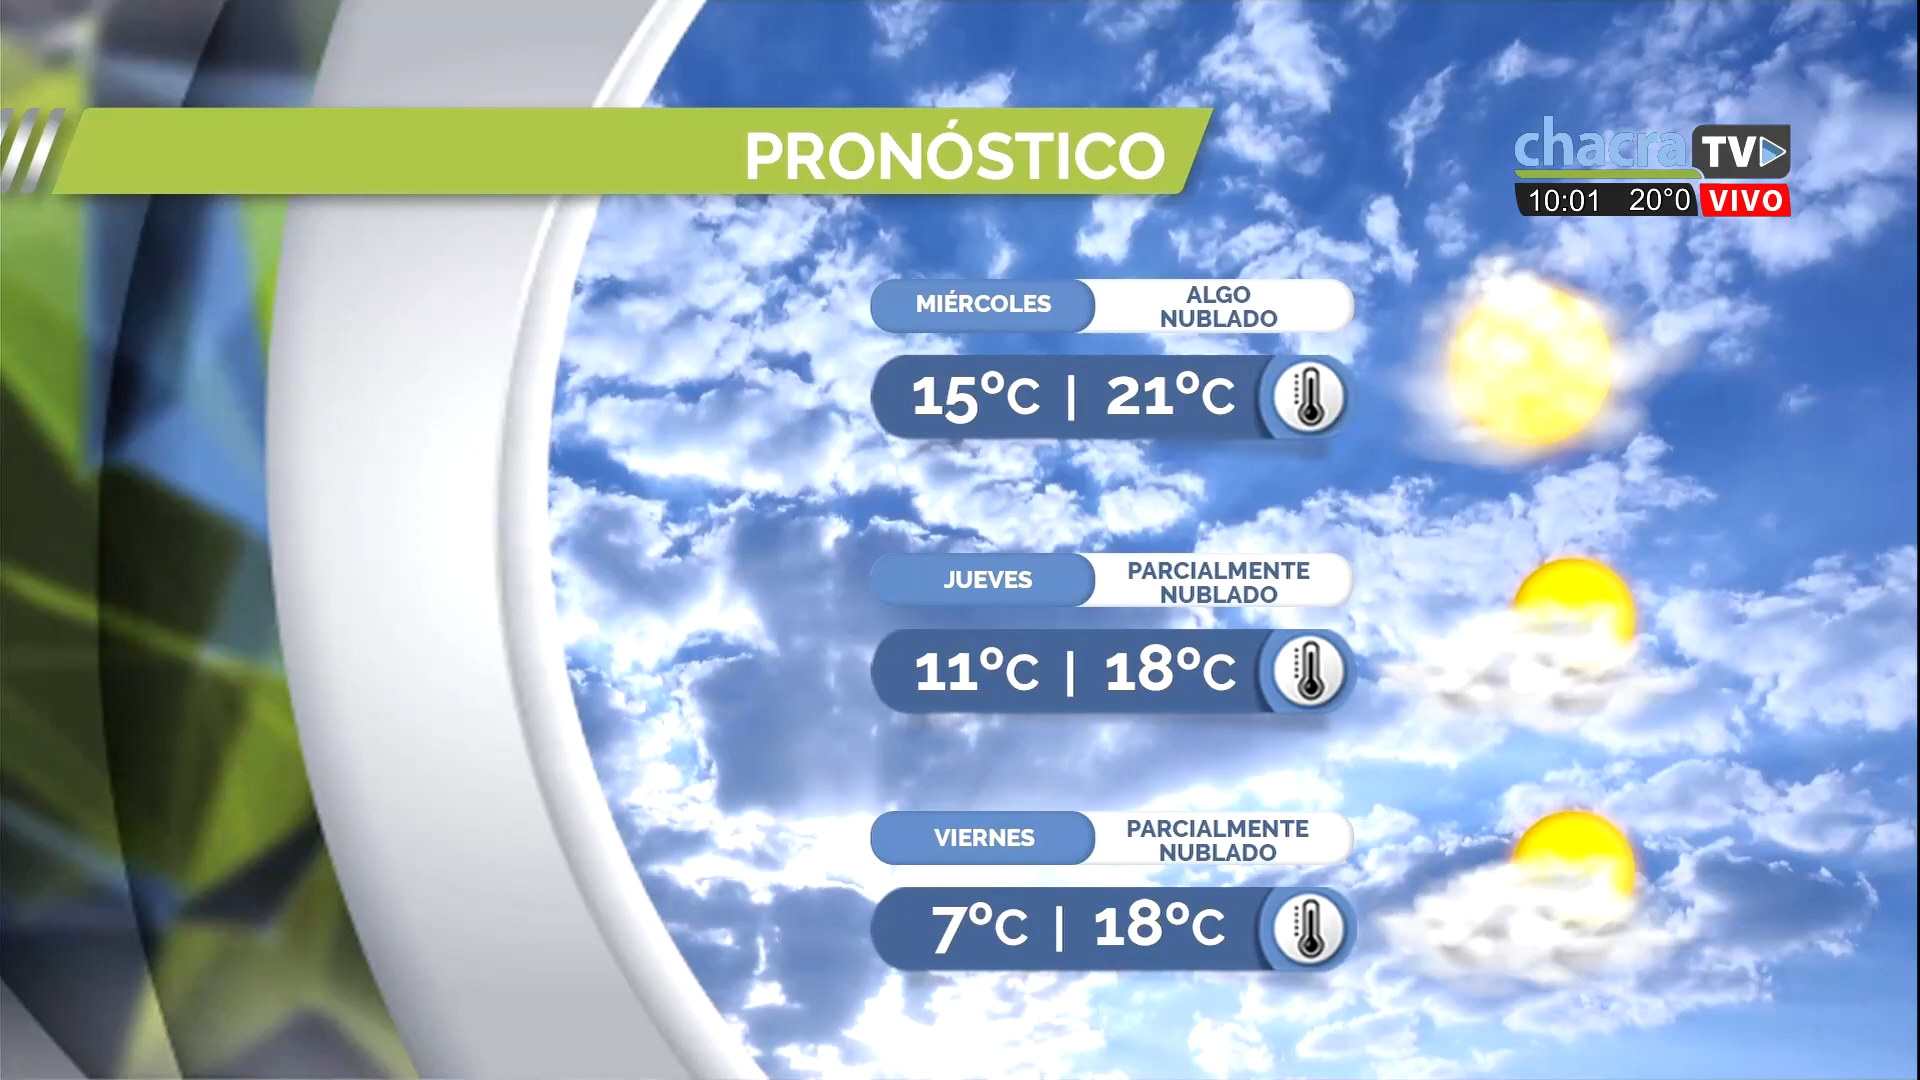 PRONÓSTICO
chacra TV
10:01 20°0 VIVO
MIÉRCOLES
ALGO
NUBLADO
15°C | 21°C
JUEVES
PARCIALMENTE
NUBLADO
11°C | 18°C
VIERNES
PARCIALMENTE
NUBLADO
7°C | 18°C